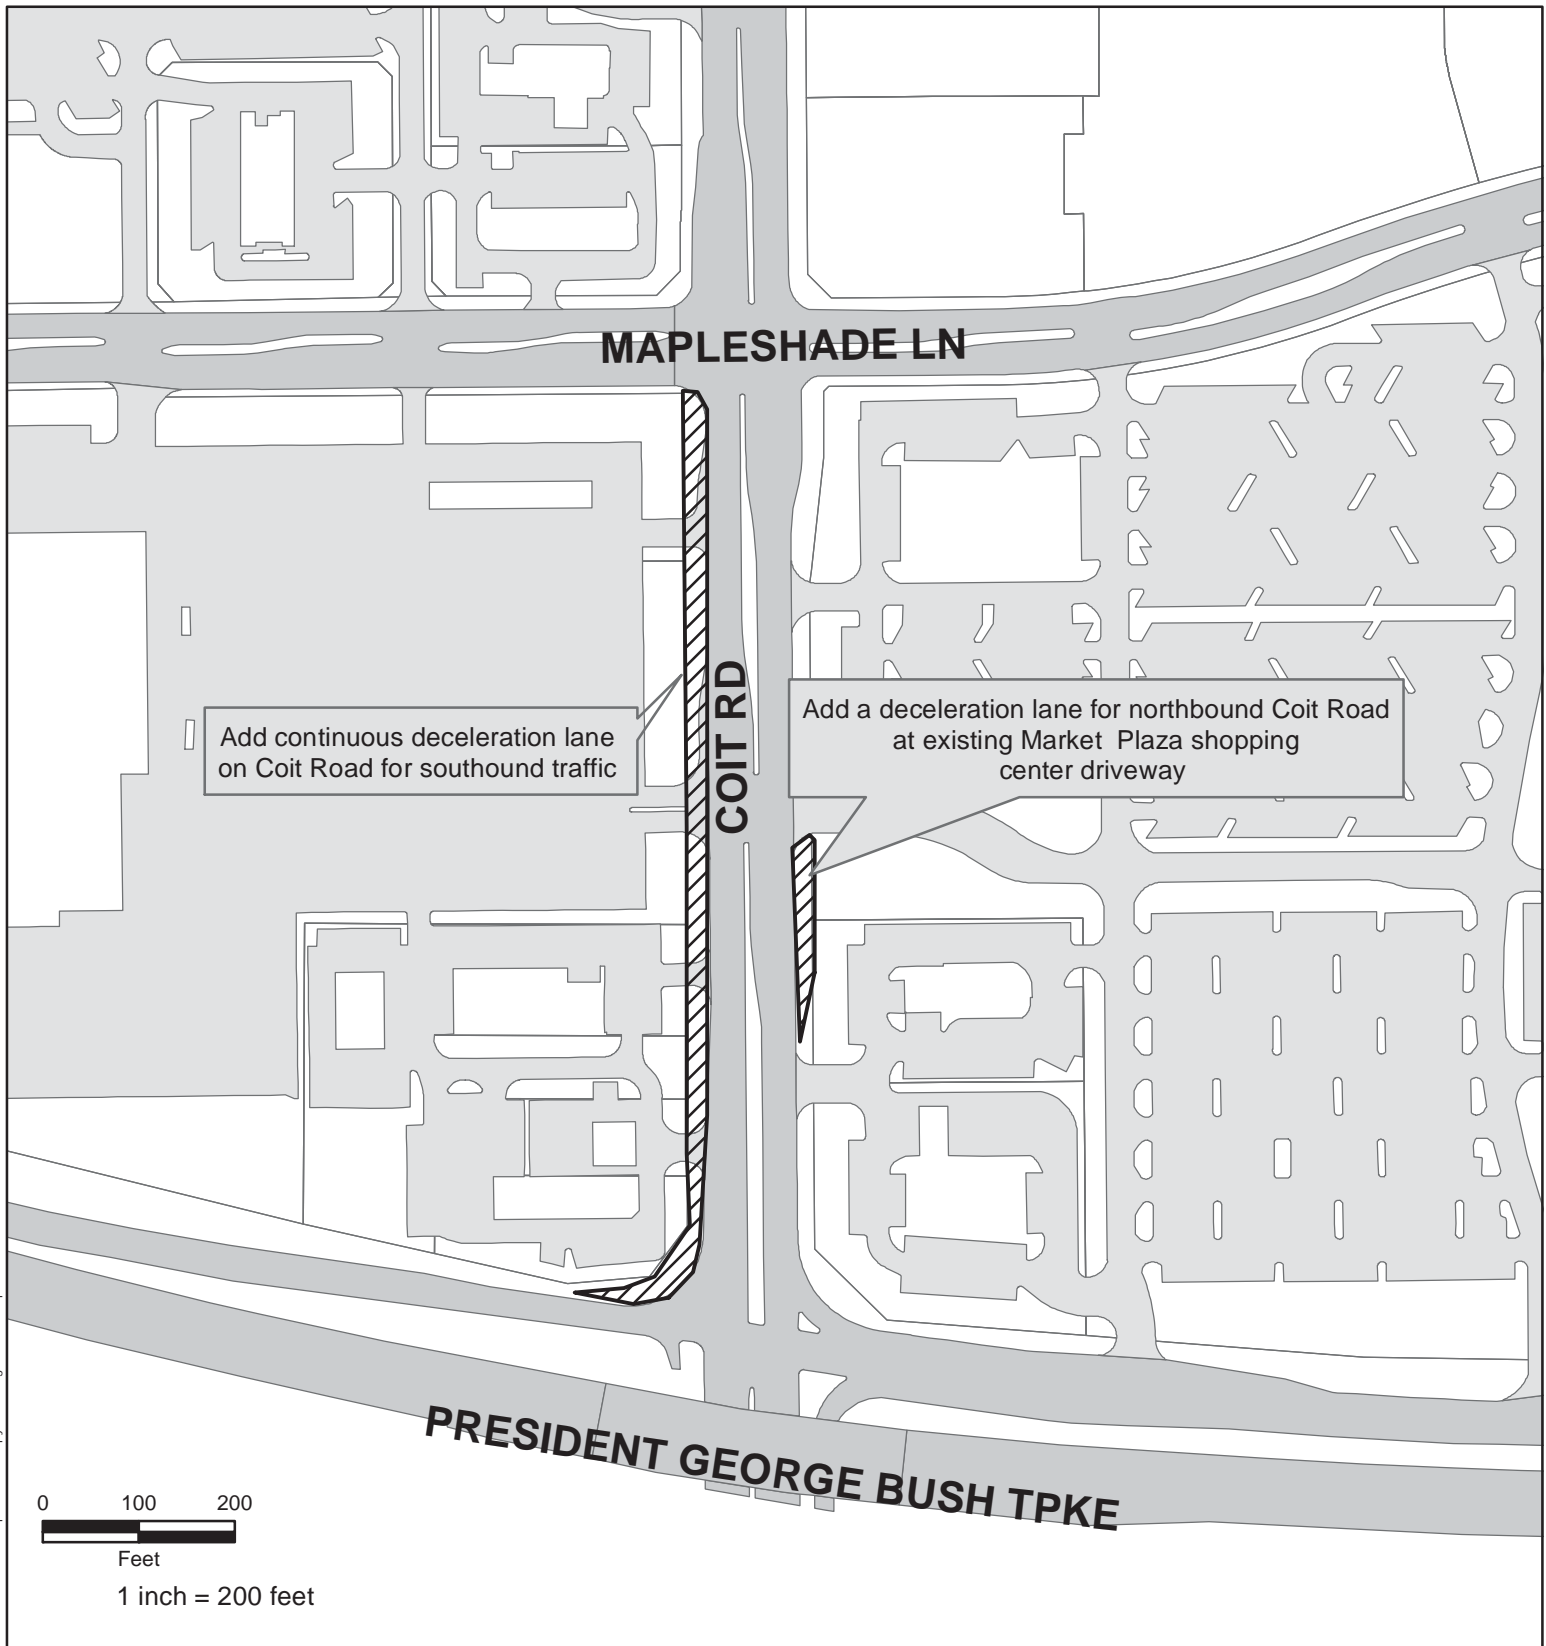 MAPLESHADE LN
COIT RD
Add continuous deceleration lane
on Coit Road for southound traffic
Add a deceleration lane for northbound Coit Road
at existing Market Plaza shopping
center driveway
PRESIDENT GEORGE BUSH TPKE
0 100 200
Feet
1 inch = 200 feet